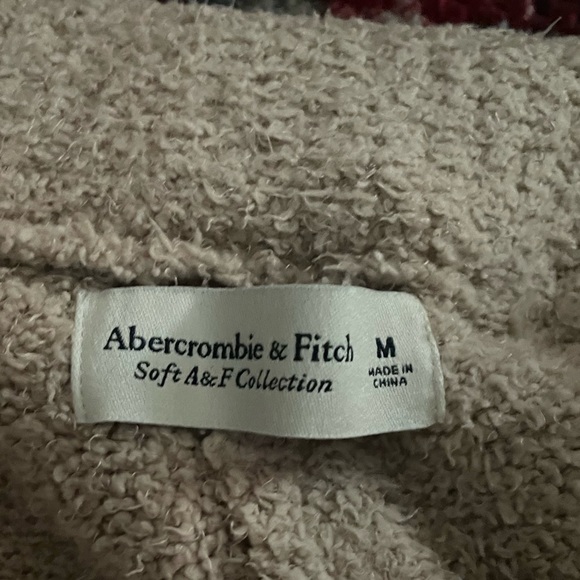 Abercrombie & Fitch M
Soft A&F Collection
MADE IN
CHINA